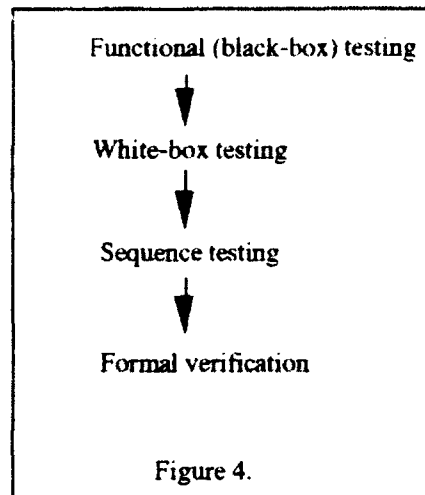 Functional (black-box) testing
White-box testing
Sequence testing
Formal verification
Figure 4.